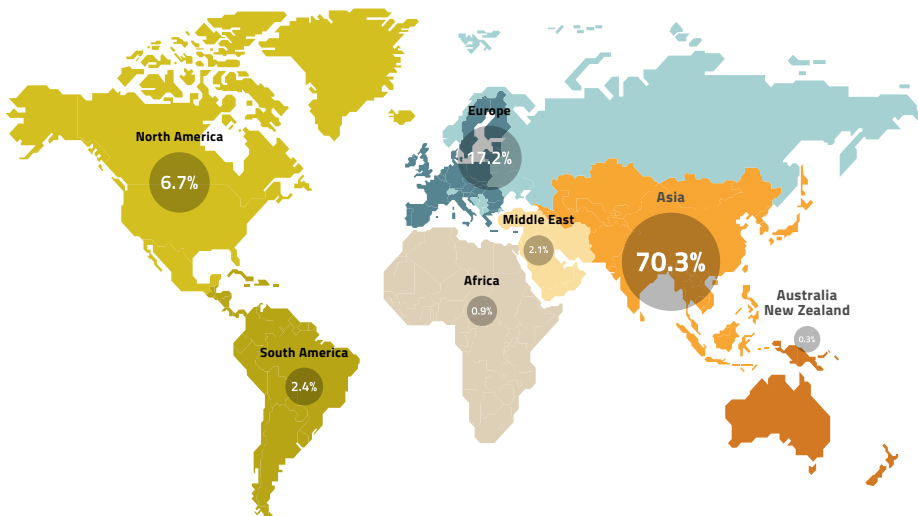 Europe
17.2%
North America
6.7%
Asia
70.3%
Middle East
2.1%
Africa
0.9%
Australia
New Zealand
0.3%
South America
2.4%